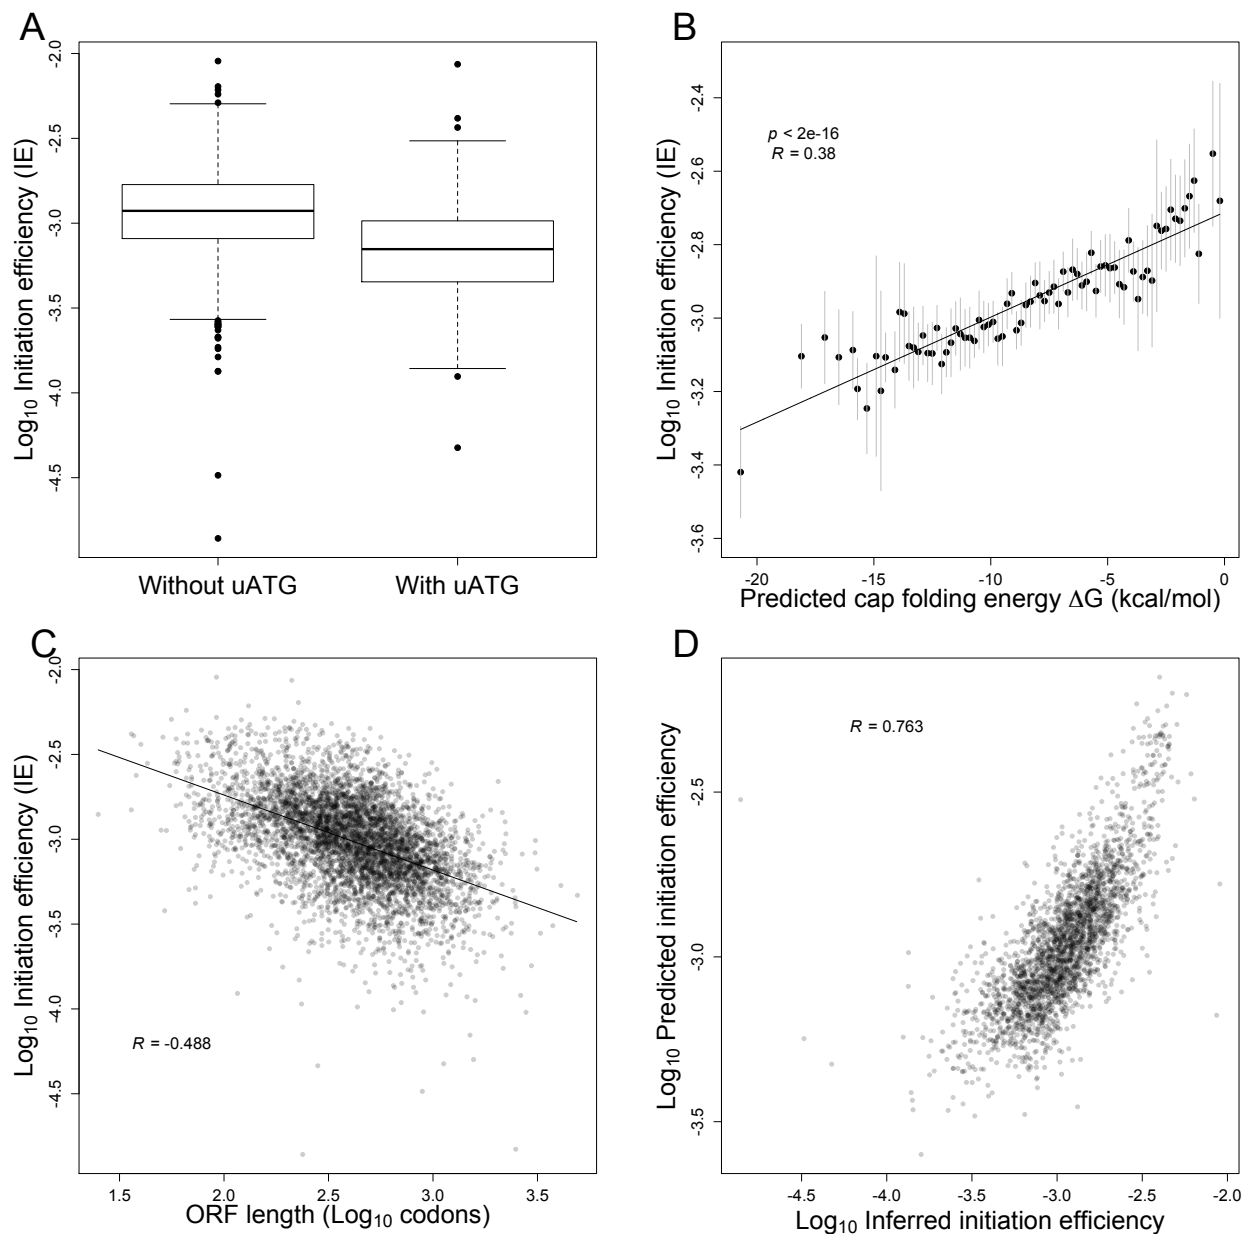 A
Log₁₀ Initiation efficiency (IE)
-2.0
-2.5
-3.0
-3.5
-4.0
-4.5
Without uATG
With uATG
B
Log₁₀ Initiation efficiency (IE)
-2.4
-2.6
-2.8
-3.0
-3.2
-3.4
-3.6
p < 2e-16
R = 0.38
-20
-15
-10
-5
0
Predicted cap folding energy ΔG (kcal/mol)
C
Log₁₀ Initiation efficiency (IE)
-2.0
-2.5
-3.0
-3.5
-4.0
-4.5
R = -0.488
1.5
2.0
2.5
3.0
3.5
ORF length (Log₁₀ codons)
D
Log₁₀ Predicted initiation efficiency
-2.5
-3.0
-3.5
R = 0.763
-4.5
-4.0
-3.5
-3.0
-2.5
-2.0
Log₁₀ Inferred initiation efficiency